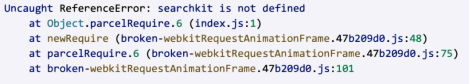 Uncaught ReferenceError: searchkit is not defined
at Object.parcelRequire.6 (index.js:1)
at newRequire (broken-webkitRequestAnimationFrame.47b209d0.js:48)
at parcelRequire.6 (broken-webkitRequestAnimationFrame.47b209d0.js:75)
at broken-webkitRequestAnimationFrame.47b209d0.js:101